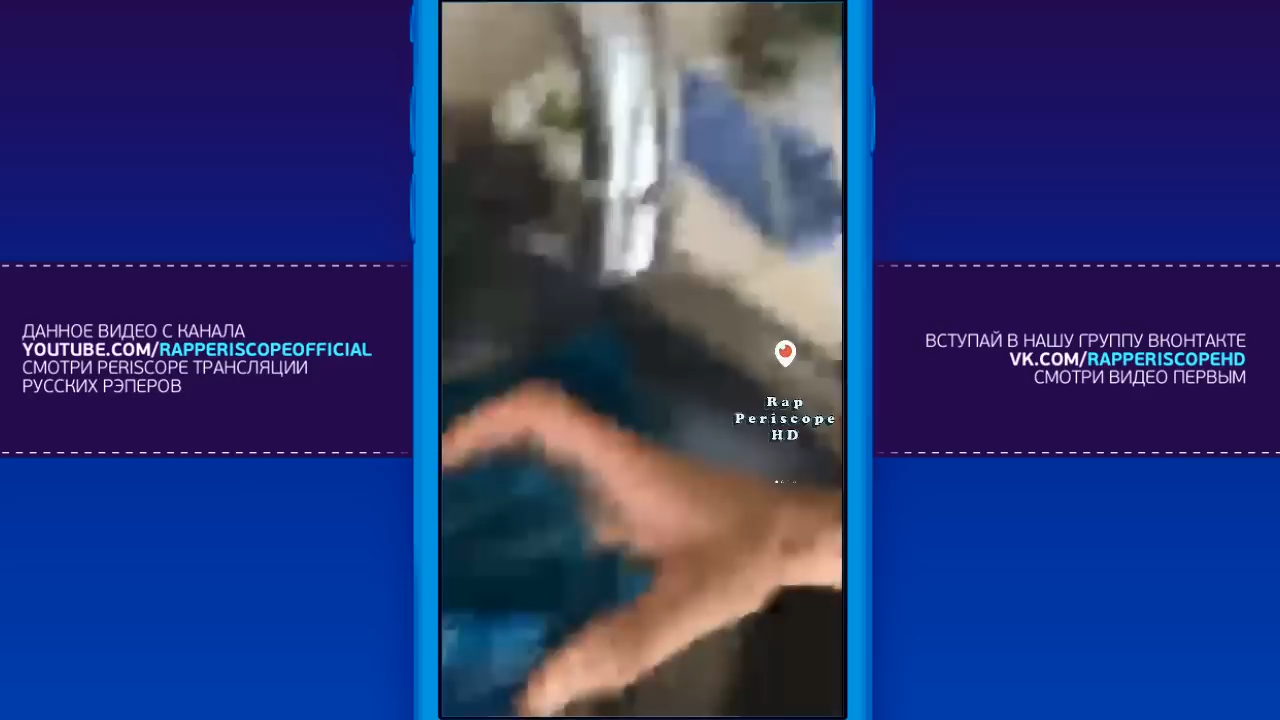 ДАННОЕ ВИДЕО С КАНАЛА
YOUTUBE.COM/RAPPERISCOPEOFFICIAL
СМОТРИ PERISCOPE ТРАНСЛЯЦИИ
РУССКИХ РЭПЕРОВ
ВСТУПАЙ В НАШУ ГРУППУ ВКОНТАКТЕ
VK.COM/RAPPERISCOPEHD
СМОТРИ ВИДЕО ПЕРВЫМ
Rap
Periscope
HD